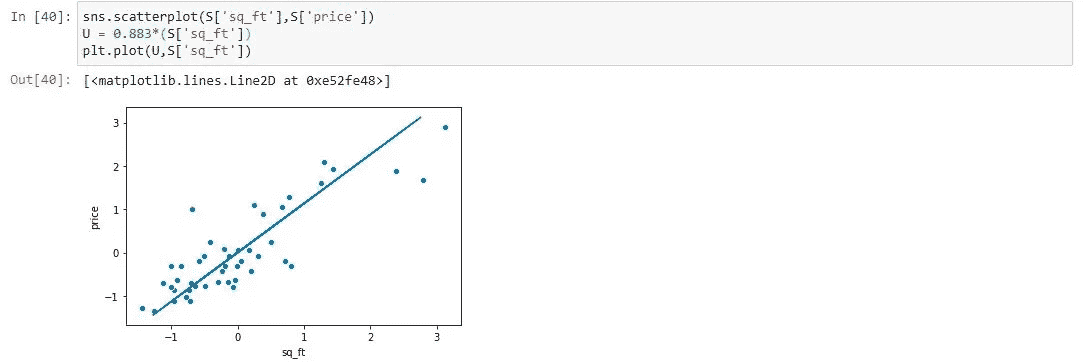 In [40]: sns.scatterplot(S['sq_ft'],S['price'])
U = 0.883*(S['sq_ft'])
plt.plot(U,S['sq_ft'])
Out[40]: [<matplotlib.lines.Line2D at 0xe52fe48>]
3
2
1
0
−1
price
−1 0 1 2 3
sq_ft